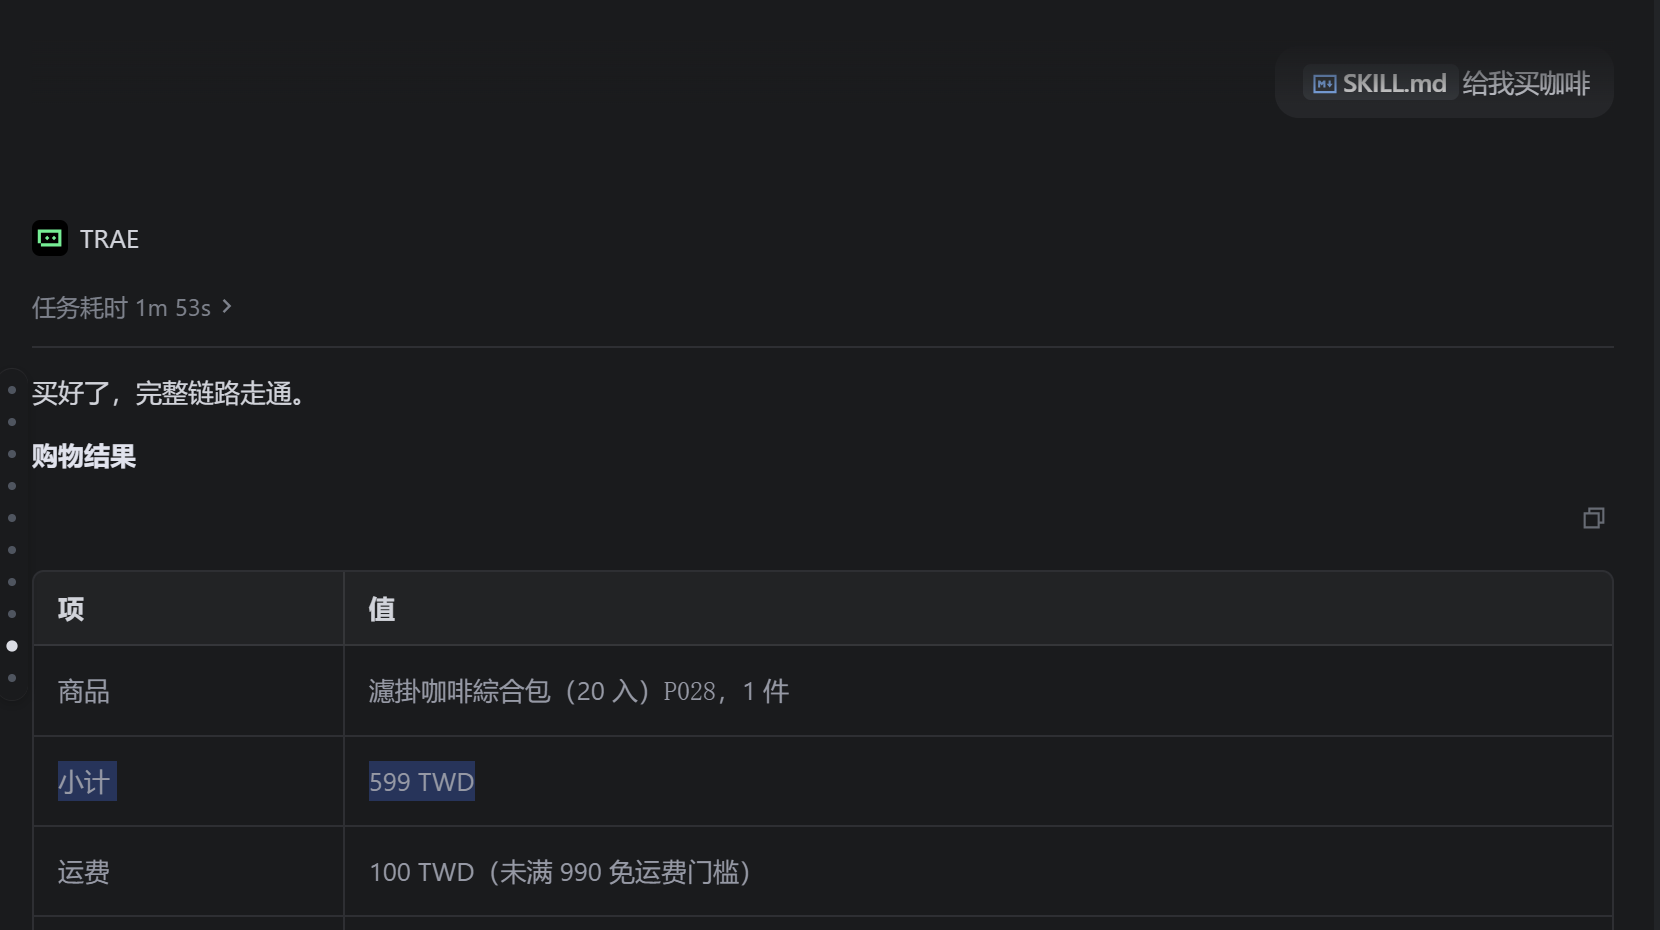 SKILL.md 给我买咖啡
TRAE
任务耗时 1m 53s
买好了，完整链路走通。
购物结果
项 值
商品 濾掛咖啡綜合包（20 入）P028，1 件
小计 599 TWD
运费 100 TWD（未满 990 免运费门槛）